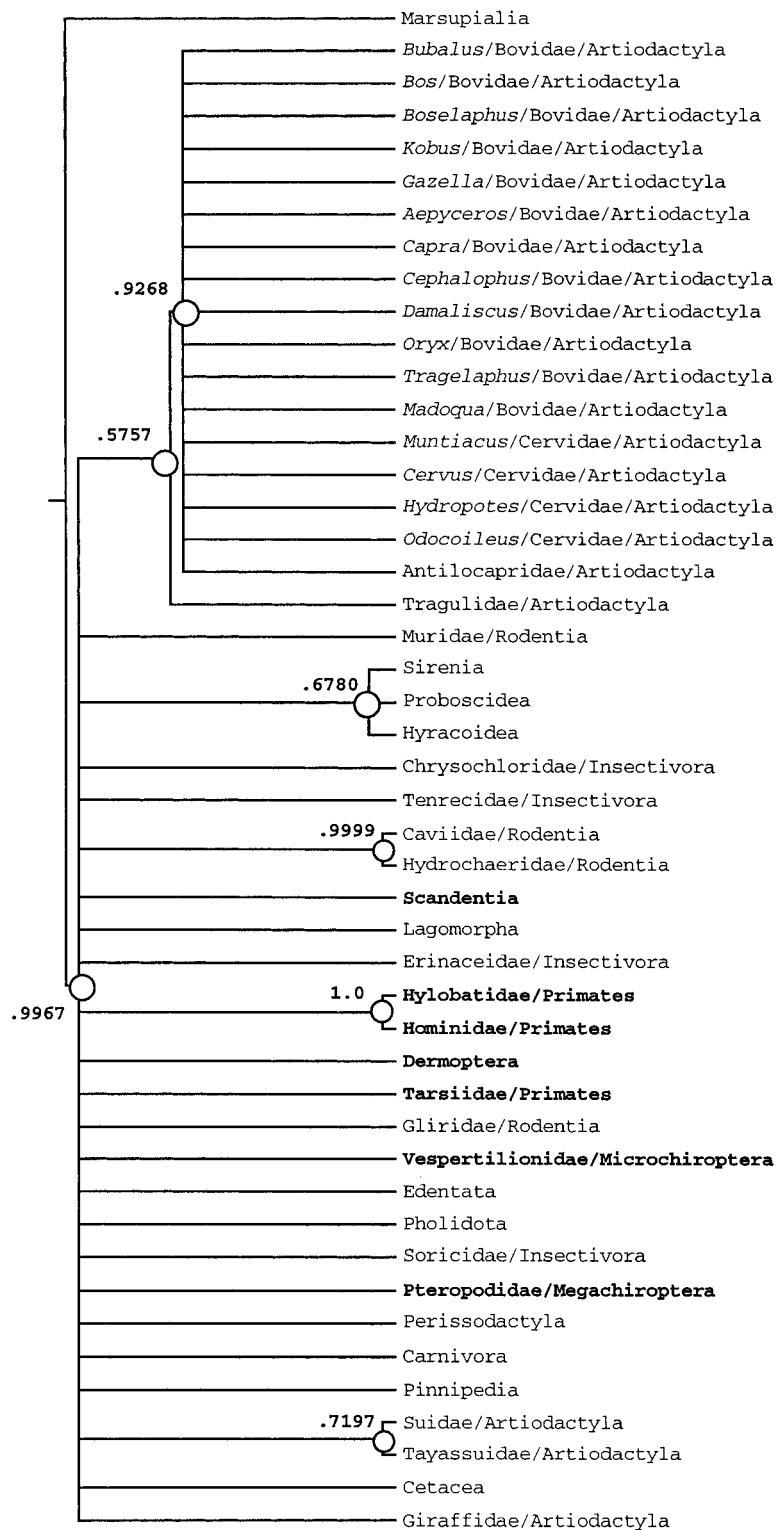 Marsupialia
Bubalus/Bovidae/Artiodactyla
Bos/Bovidae/Artiodactyla
Boselaphus/Bovidae/Artiodactyla
Kobus/Bovidae/Artiodactyla
Gazella/Bovidae/Artiodactyla
Aepyceros/Bovidae/Artiodactyla
Capra/Bovidae/Artiodactyla
Cephalophus/Bovidae/Artiodactyla
.9268
Damaliscus/Bovidae/Artiodactyla
Oryx/Bovidae/Artiodactyla
Tragelaphus/Bovidae/Artiodactyla
Madoqua/Bovidae/Artiodactyla
.5757
Muntiacus/Cervidae/Artiodactyla
Cervus/Cervidae/Artiodactyla
Hydropotes/Cervidae/Artiodactyla
Odocoileus/Cervidae/Artiodactyla
Antilocapridae/Artiodactyla
Tragulidae/Artiodactyla
Muridae/Rodentia
Sirenia
.6780
Proboscidea
Hyracoidea
Chrysochloridae/Insectivora
Tenrecidae/Insectivora
.9999
Caviidae/Rodentia
Hydrochaeridae/Rodentia
Scandentia
Lagomorpha
Erinaceidae/Insectivora
1.0
Hylobatidae/Primates
.9967
Hominidae/Primates
Dermoptera
Tarsiidae/Primates
Gliridae/Rodentia
Vespertilionidae/Microchiroptera
Edentata
Pholidota
Soricidae/Insectivora
Pteropodidae/Megachiroptera
Perissodactyla
Carnivora
Pinnipedia
.7197
Suidae/Artiodactyla
Tayassuidae/Artiodactyla
Cetacea
Giraffidae/Artiodactyla